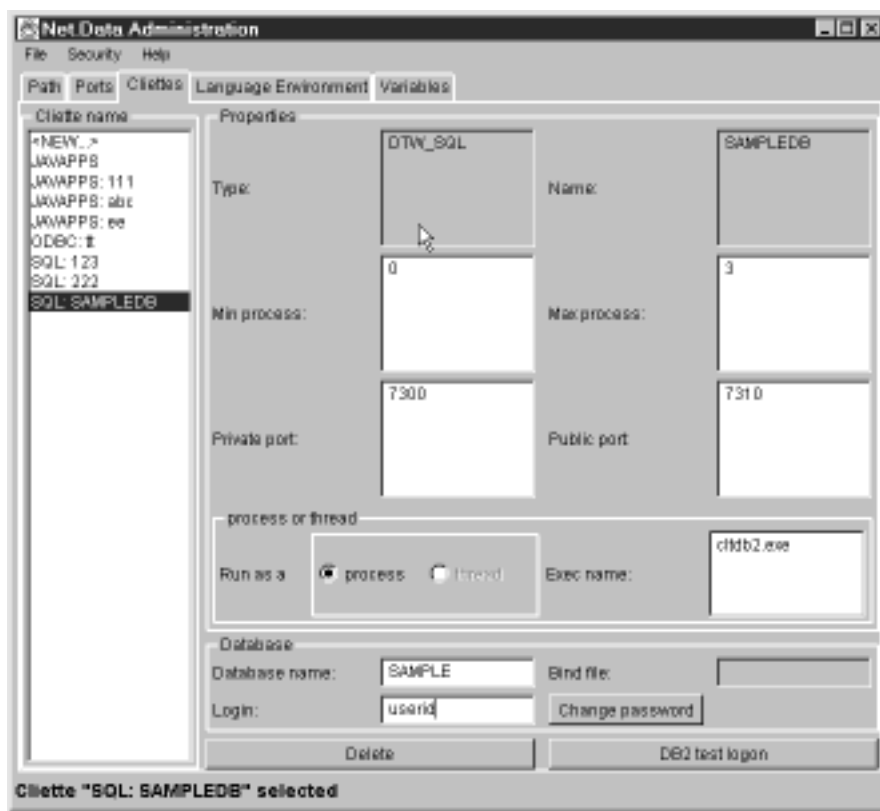 Net.Data Administration
File Security Help
Path Ports Cliettes Language Environment Variables
Cliette name
<NEW...>
JAVAPPS
JAVAPPS: 111
JAVAPPS: abc
JAVAPPS: ee
ODBC: tt
SQL: 123
SQL: 222
SQL: SAMPLEDB
Properties
Type: DTW_SQL Name: SAMPLEDB
Min process: 0 Max process: 3
Private port: 7300 Public port 7310
process or thread
Run as a process thread Exec name: cltdb2.exe
Database
Database name: SAMPLE Bind file:
Login: userid Change password
Delete DB2 test logon
Cliette "SQL: SAMPLEDB" selected